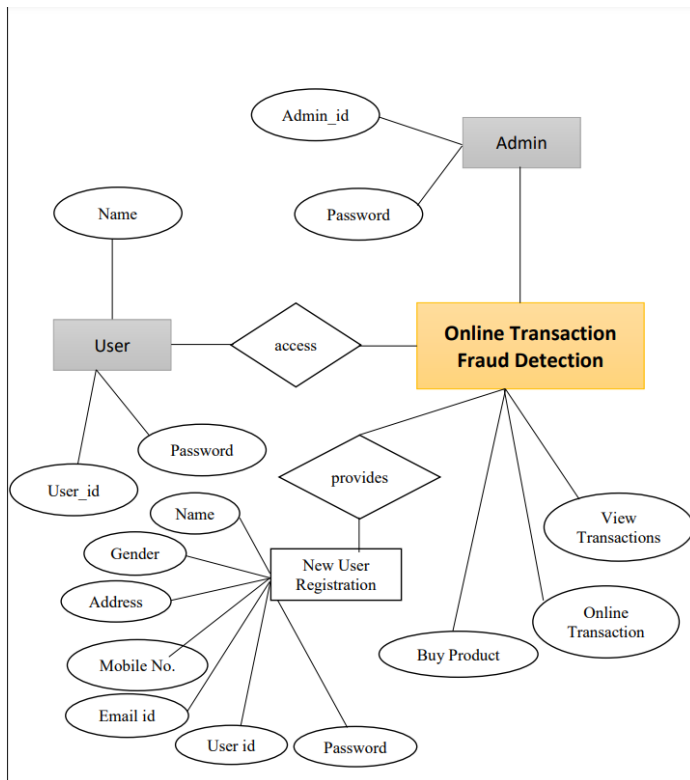 Admin_id
Admin
Password
Name
Online Transaction
Fraud Detection
User
access
Password
User_id
provides
Name
View
Transactions
Gender
New User
Registration
Address
Online
Transaction
Buy Product
Mobile No.
Email id
User id
Password